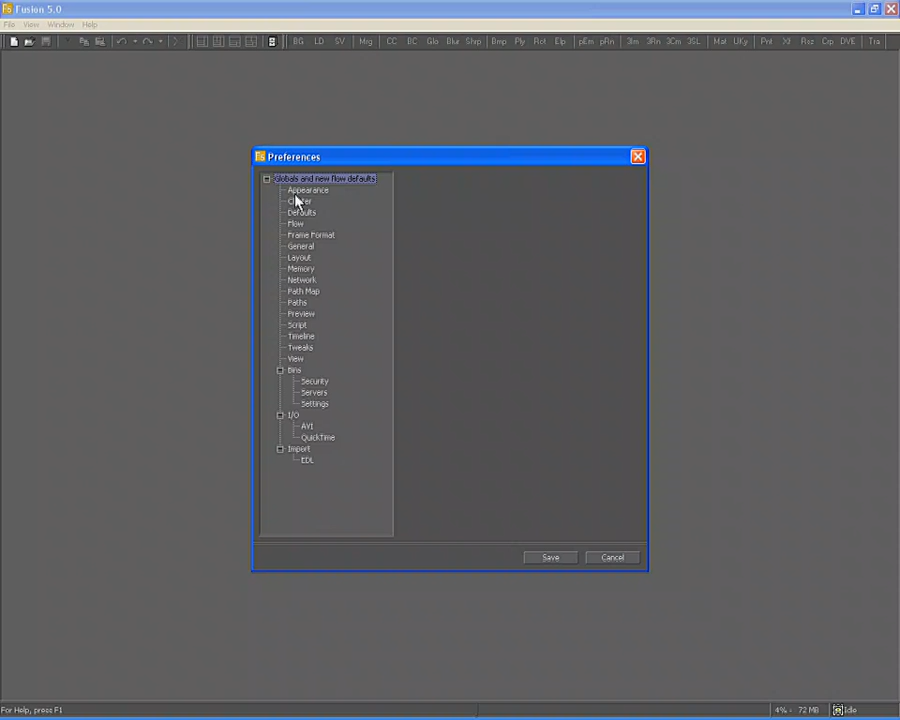 Fusion 5.0
File View Window Help
BG LD SV Mrg CC BC Glo Blur Shrp Bmp Ply Rct Elp pEm pRn 3Im 3Rn 3Cm 3SL Mat UKy Pnt Xf Rsz Crp DVE Tra
Preferences
Globals and new flow defaults
Appearance
Defaults
Flow
Frame Format
General
Layout
Memory
Network
Path Map
Paths
Preview
Script
Timeline
Tweaks
View
Bins
Security
Servers
Settings
I/O
AVI
QuickTime
Import
EDL
Save Cancel
For Help, press F1
4% - 72 MB Idle